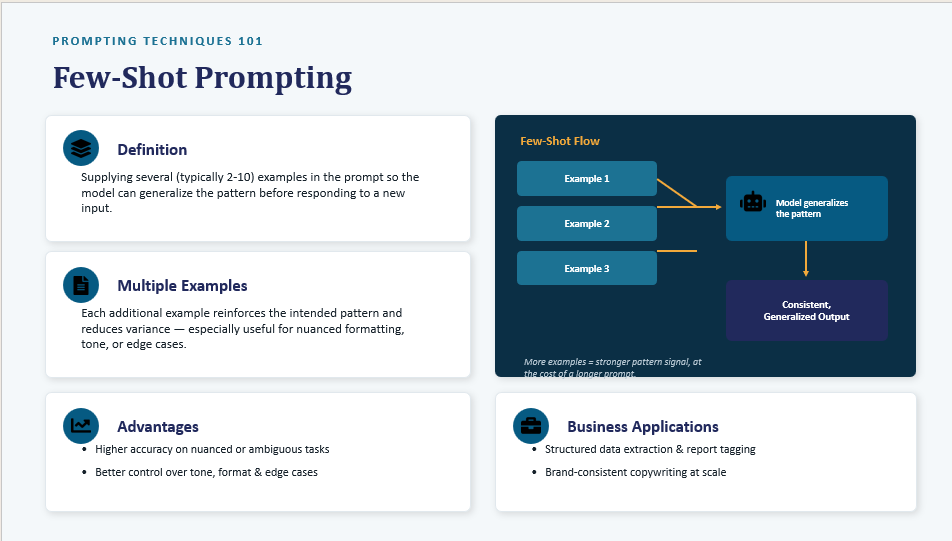 PROMPTING TECHNIQUES 101
Few-Shot Prompting
Definition
Supplying several (typically 2-10) examples in the prompt so the
model can generalize the pattern before responding to a new
input.
Multiple Examples
Each additional example reinforces the intended pattern and
reduces variance — especially useful for nuanced formatting,
tone, or edge cases.
Few-Shot Flow
Example 1
Example 2
Example 3
Model generalizes
the pattern
Consistent,
Generalized Output
More examples = stronger pattern signal, at
the cost of a longer prompt.
Advantages
• Higher accuracy on nuanced or ambiguous tasks
• Better control over tone, format & edge cases
Business Applications
• Structured data extraction & report tagging
• Brand-consistent copywriting at scale